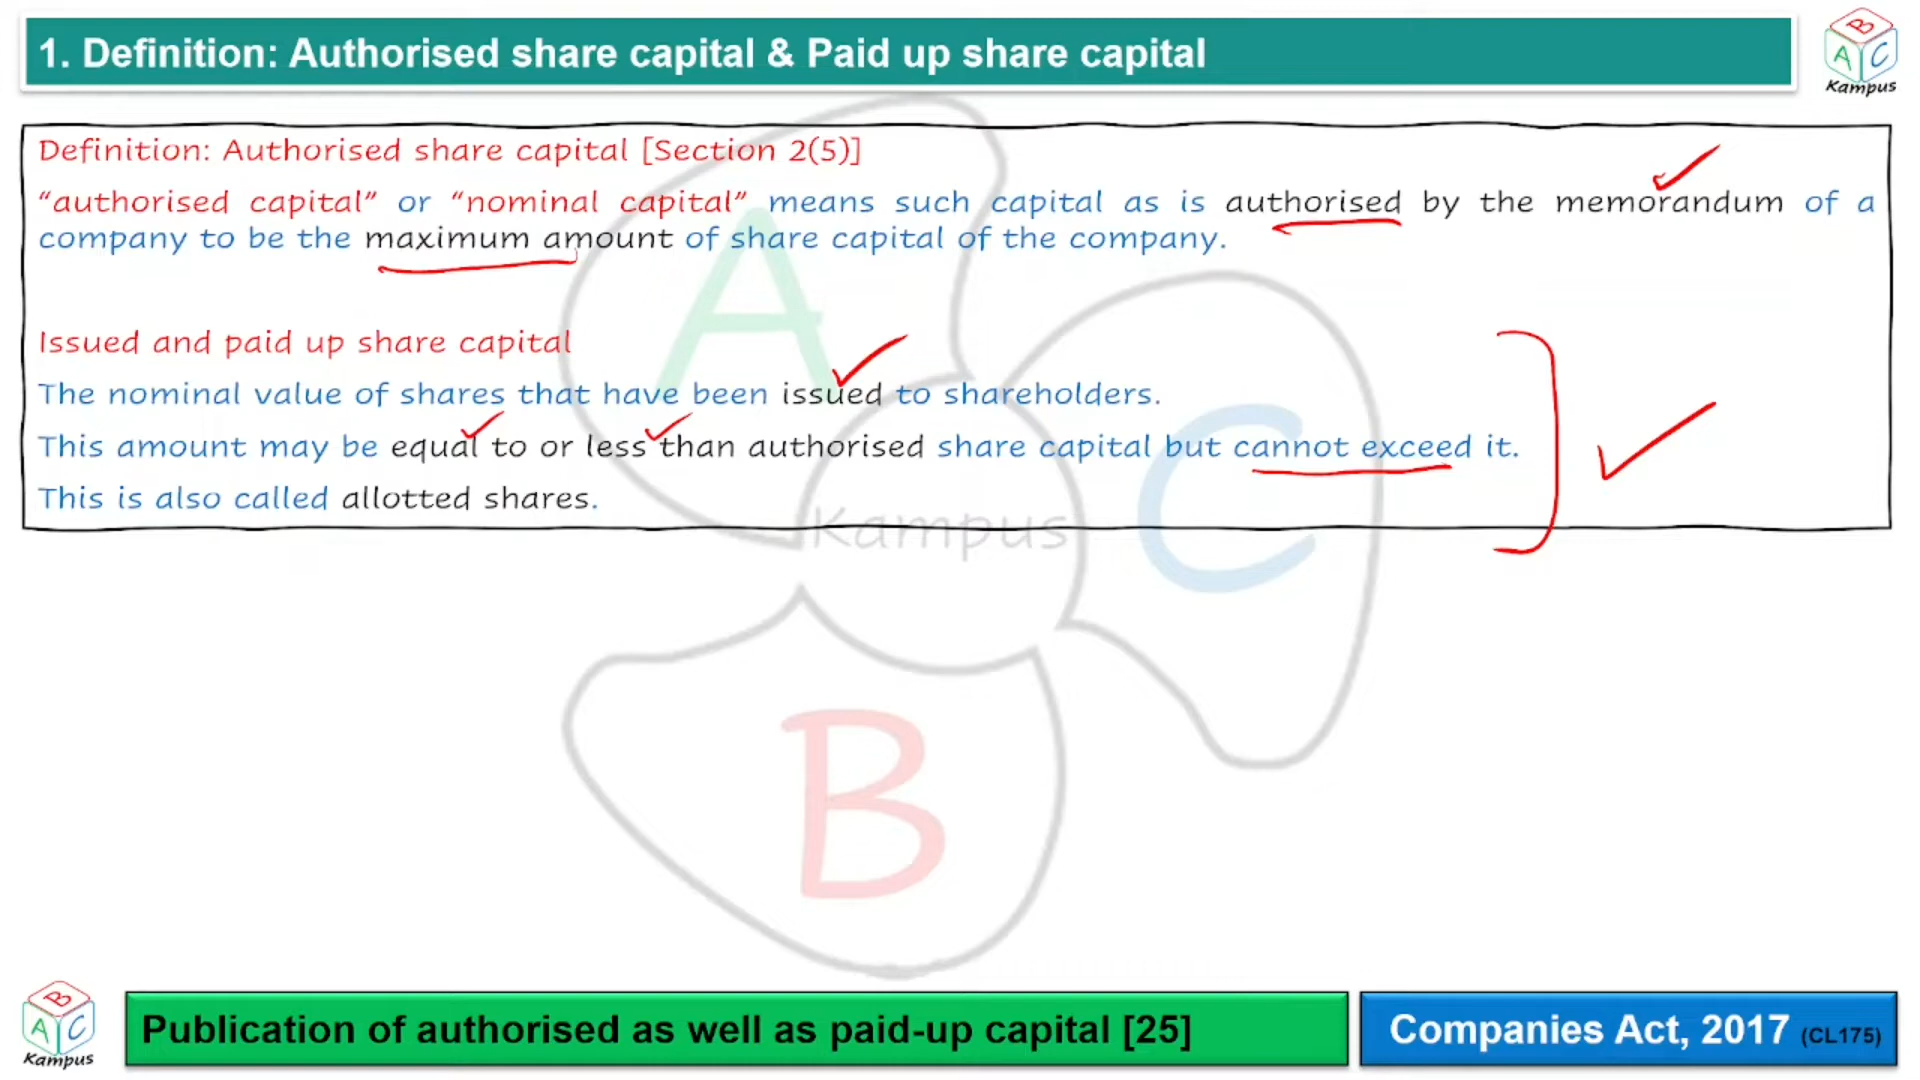 1. Definition: Authorised share capital & Paid up share capital
B
A C
Kampus
Definition: Authorised share capital [Section 2(5)]
“authorised capital” or “nominal capital” means such capital as is authorised by the memorandum of a
company to be the maximum amount of share capital of the company.
Issued and paid up share capital
The nominal value of shares that have been issued to shareholders.
This amount may be equal to or less than authorised share capital but cannot exceed it.
This is also called allotted shares.
A
Kampus
C
B
B
A C
Kampus
Publication of authorised as well as paid-up capital [25]
Companies Act, 2017 (CL175)